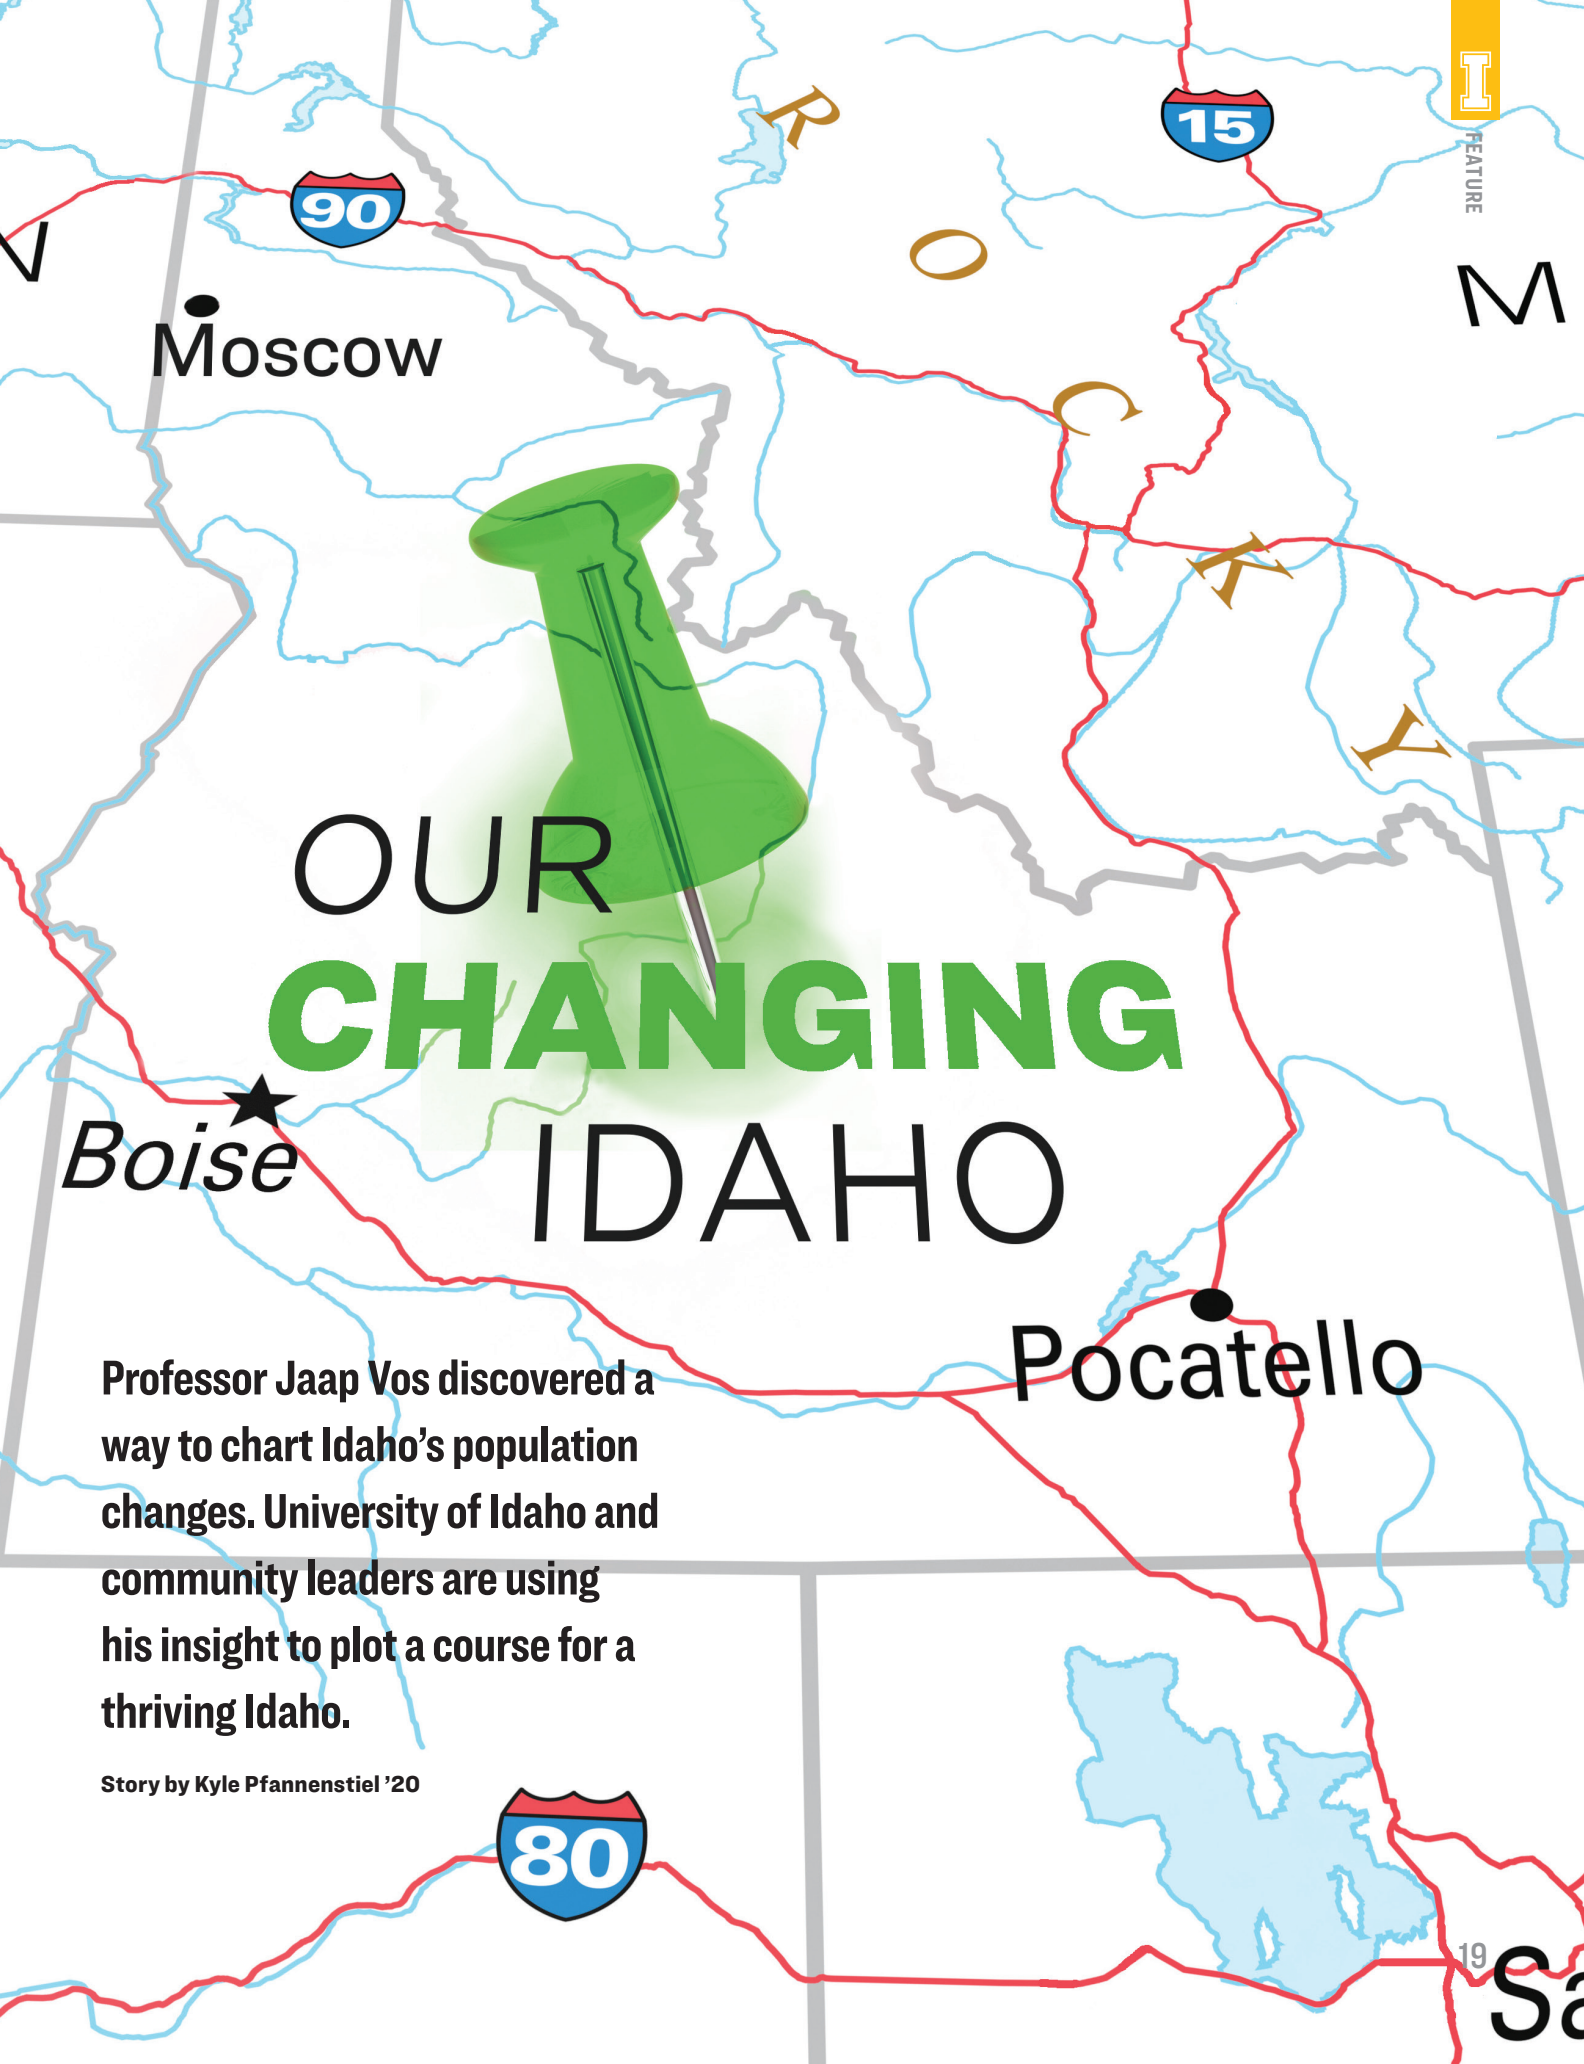 I
FEATURE
R
O
C
K
Y
15
90
M
Moscow
OUR
CHANGING
IDAHO
Boise
Pocatello
Professor Jaap Vos discovered a
way to chart Idaho’s population
changes. University of Idaho and
community leaders are using
his insight to plot a course for a
thriving Idaho.
Story by Kyle Pfannenstiel ’20
80
19
Sa